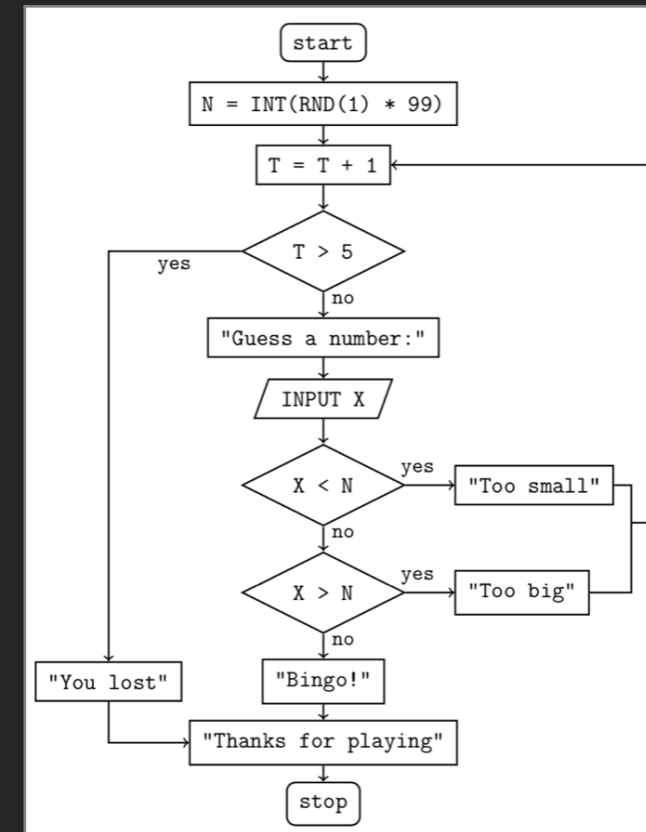 start
N = INT(RND(1) * 99)
T = T + 1
T > 5
yes
no
"Guess a number:"
INPUT X
X < N
yes
"Too small"
no
X > N
yes
"Too big"
no
"You lost"
"Bingo!"
"Thanks for playing"
stop